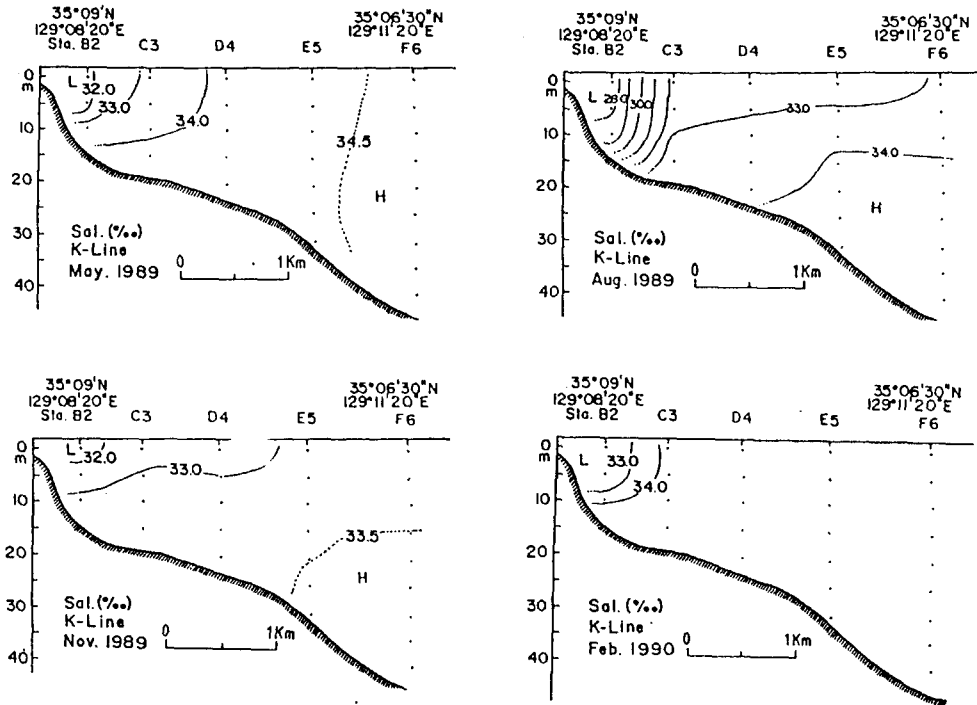 35°09'N
129°08'20"E
Sta. B2 C3 D4 E5 F6
35°06'30"N
129°11'20"E
0
m
10
20
30
40
L 32.0
33.0
34.0
34.5
H
Sal.(‰)
K-Line
May. 1989
0 1Km
35°09'N
129°08'20"E
Sta. B2 C3 D4 E5 F6
35°06'30"N
129°11'20"E
0
m
10
20
30
40
L 28.0 30.0
33.0
34.0
H
Sal.(‰)
K-Line
Aug. 1989
0 1Km
35°09'N
129°08'20"E
Sta. B2 C3 D4 E5 F6
35°06'30"N
129°11'20"E
0
m
10
20
30
40
L 32.0
33.0
33.5
H
Sal.(‰)
K-Line
Nov. 1989
0 1Km
35°09'N
129°08'20"E
Sta. B2 C3 D4 E5 F6
35°06'30"N
129°11'20"E
0
m
10
20
30
40
L 33.0
34.0
Sal.(‰)
K-Line
Feb. 1990
0 1Km